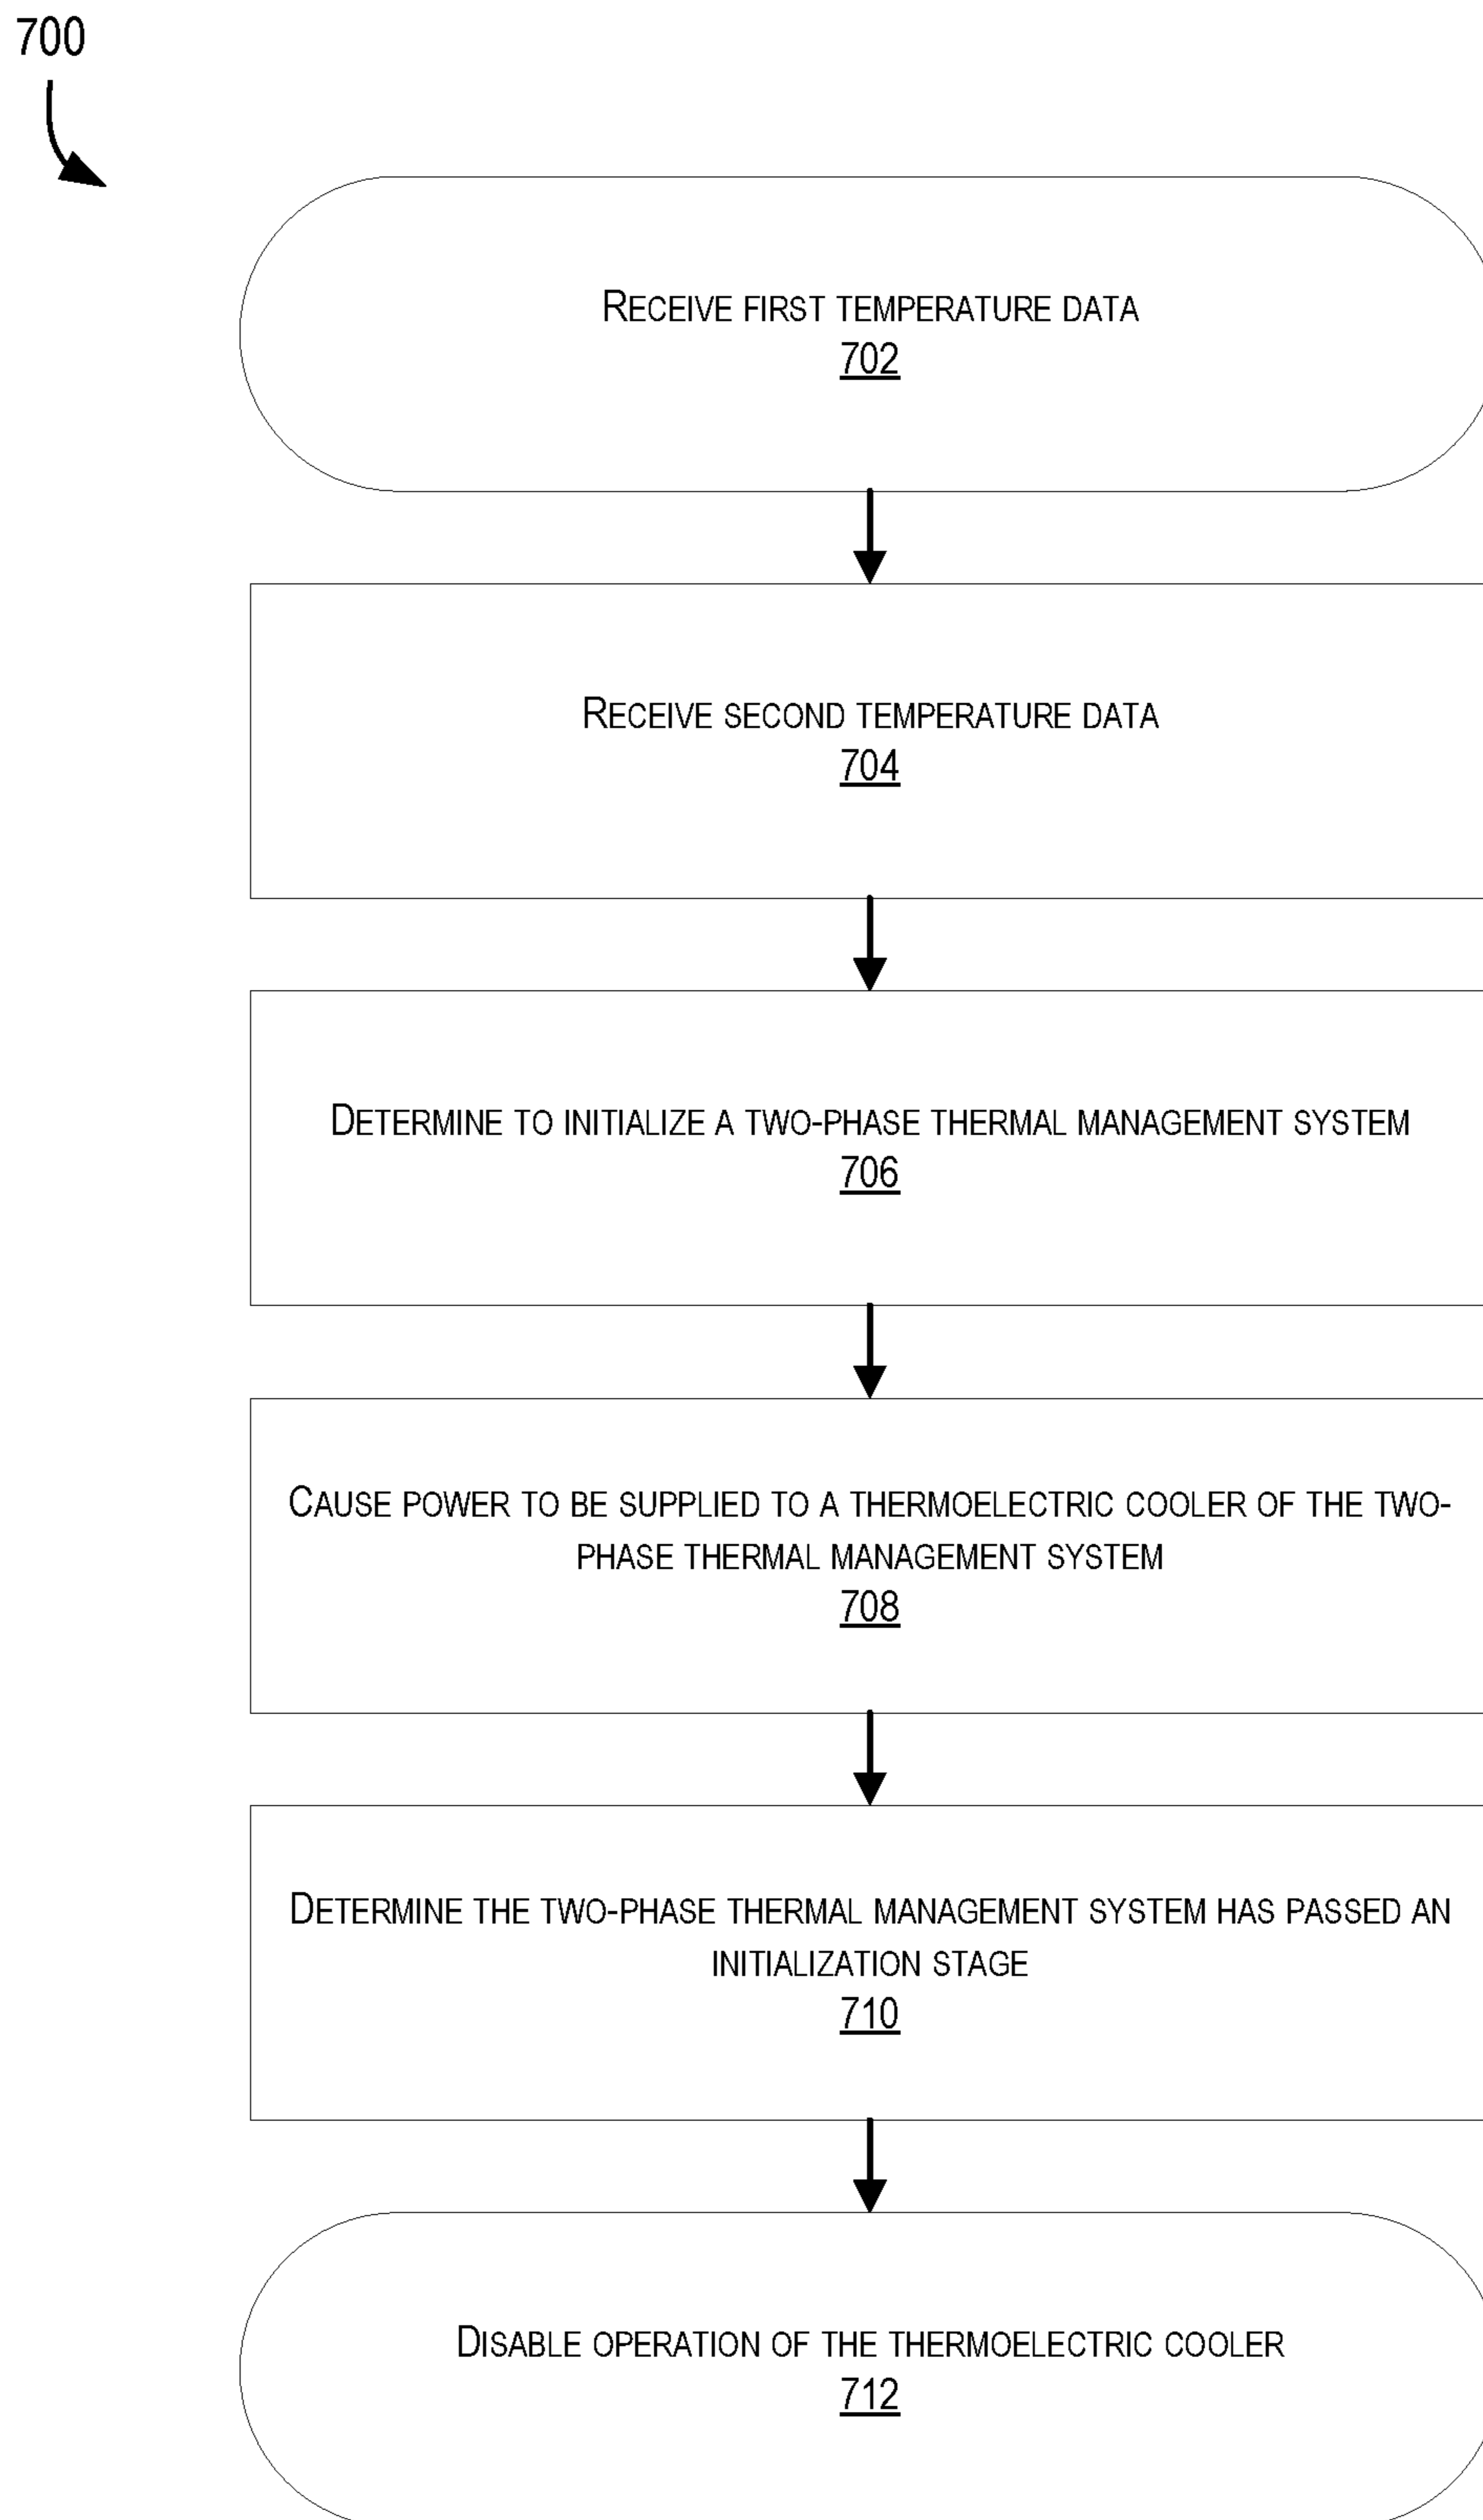 700
RECEIVE FIRST TEMPERATURE DATA
702
RECEIVE SECOND TEMPERATURE DATA
704
DETERMINE TO INITIALIZE A TWO-PHASE THERMAL MANAGEMENT SYSTEM
706
CAUSE POWER TO BE SUPPLIED TO A THERMOELECTRIC COOLER OF THE TWO-
PHASE THERMAL MANAGEMENT SYSTEM
708
DETERMINE THE TWO-PHASE THERMAL MANAGEMENT SYSTEM HAS PASSED AN
INITIALIZATION STAGE
710
DISABLE OPERATION OF THE THERMOELECTRIC COOLER
712